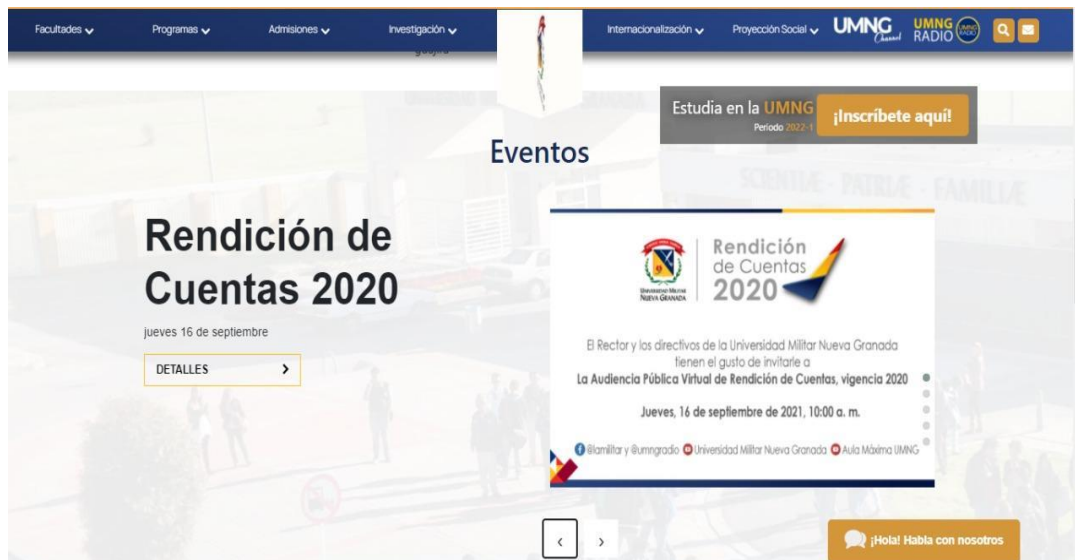 Facultades
Programas
Admisiones
Investigación
Internacionalización
Proyección Social
UMNG
Channel
UMNG
RADIO
Estudia en la UMNG
Periodo 2022-1
¡Inscríbete aquí!
Eventos
SCIENTIÆ - PATRIÆ - FAMILIÆ
Rendición de
Cuentas 2020
jueves 16 de septiembre
DETALLES
Universidad Militar
Nueva Granada
Rendición
de Cuentas
2020
El Rector y los directivos de la Universidad Militar Nueva Granada
tienen el gusto de invitarle a
La Audiencia Pública Virtual de Rendición de Cuentas, vigencia 2020
Jueves, 16 de septiembre de 2021, 10:00 a. m.
@lamilitar y @umngradio Universidad Militar Nueva Granada Aula Máxima UMNG
¡Hola! Habla con nosotros